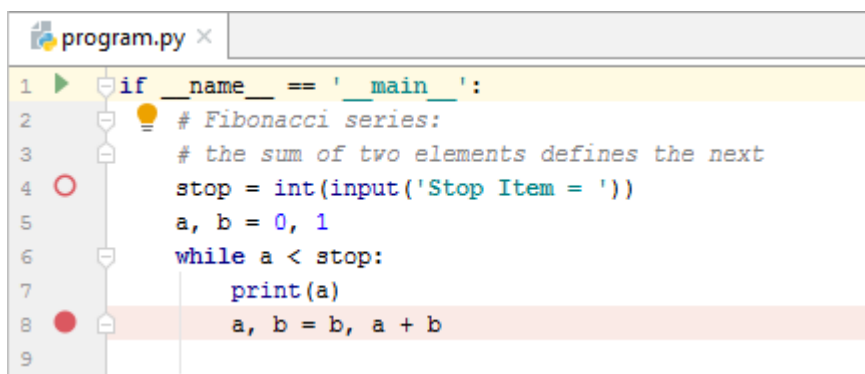 program.py
1 if __name__ == '__main__':
2 # Fibonacci series:
3 # the sum of two elements defines the next
4 stop = int(input('Stop Item = '))
5 a, b = 0, 1
6 while a < stop:
7 print(a)
8 a, b = b, a + b
9